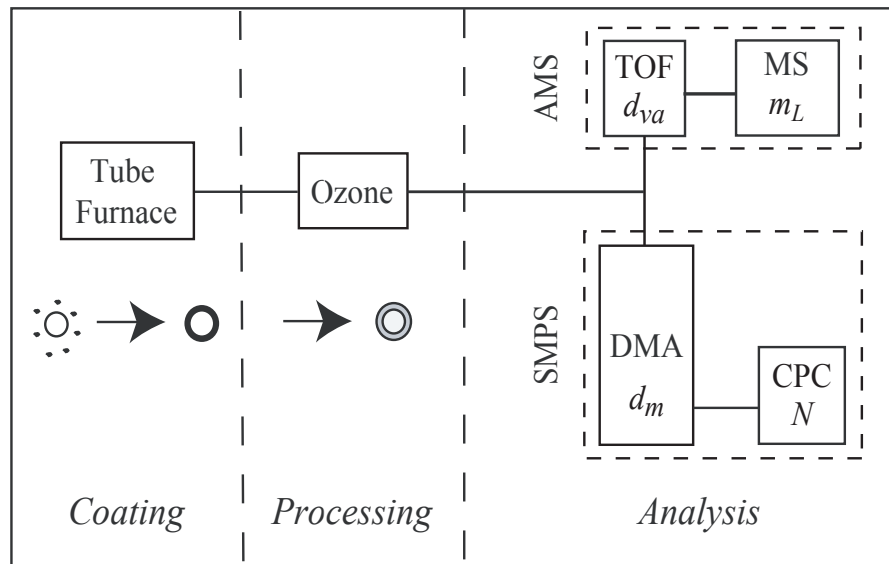 Tube
Furnace
Ozone
AMS
TOF
d_va
MS
m_L
SMPS
DMA
d_m
CPC
N
Coating
Processing
Analysis